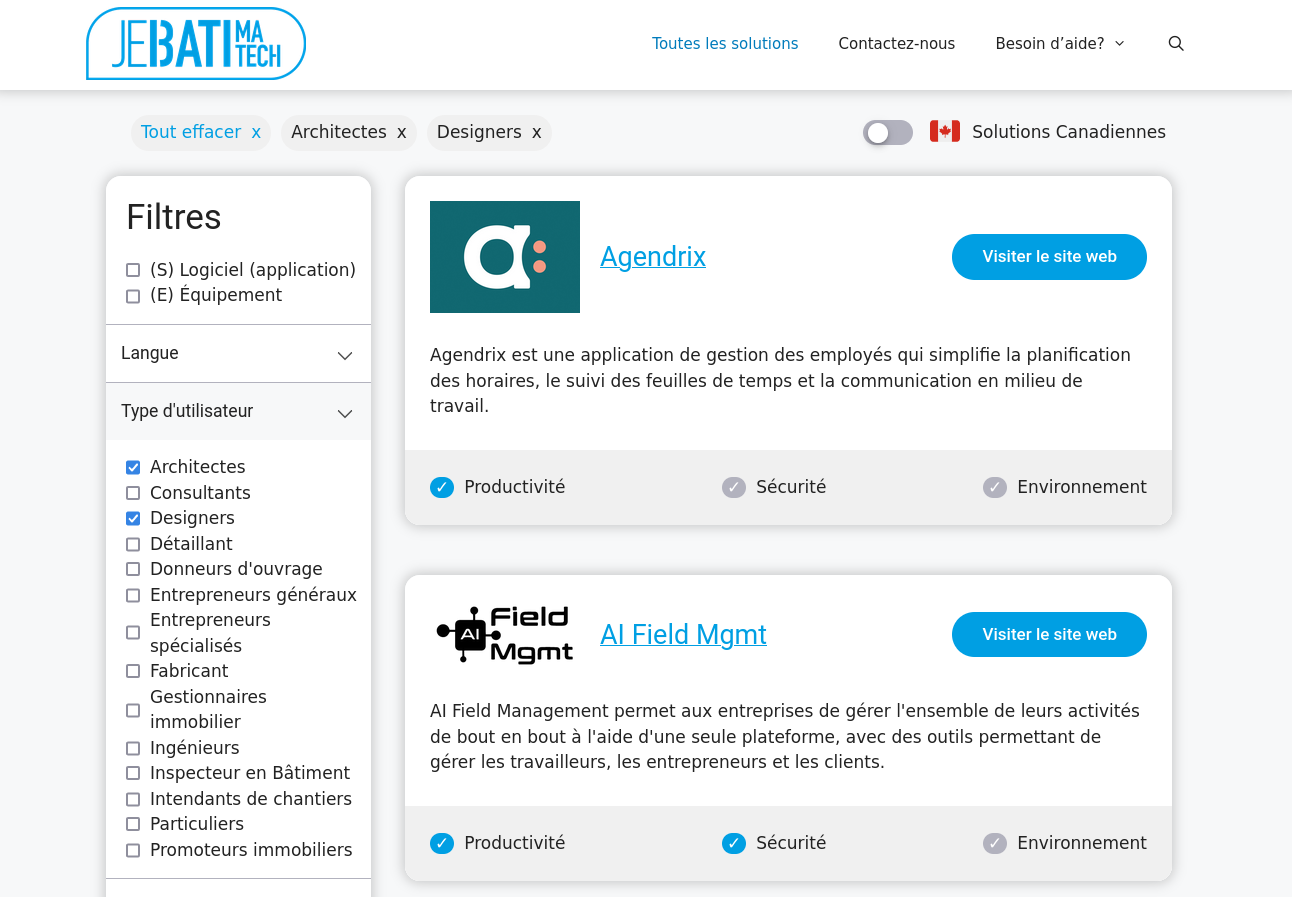 JEBATIMATECH
Toutes les solutions
Contactez-nous
Besoin d’aide?
Tout effacer x
Architectes x
Designers x
Solutions Canadiennes
Filtres
(S) Logiciel (application)
(E) Équipement
Langue
Type d'utilisateur
Architectes
Consultants
Designers
Détaillant
Donneurs d'ouvrage
Entrepreneurs généraux
Entrepreneurs
spécialisés
Fabricant
Gestionnaires
immobilier
Ingénieurs
Inspecteur en Bâtiment
Intendants de chantiers
Particuliers
Promoteurs immobiliers
a:
Agendrix
Visiter le site web
Agendrix est une application de gestion des employés qui simplifie la planification
des horaires, le suivi des feuilles de temps et la communication en milieu de
travail.
✓ Productivité
✓ Sécurité
✓ Environnement
AI Field
Mgmt
AI Field Mgmt
Visiter le site web
AI Field Management permet aux entreprises de gérer l'ensemble de leurs activités
de bout en bout à l'aide d'une seule plateforme, avec des outils permettant de
gérer les travailleurs, les entrepreneurs et les clients.
✓ Productivité
✓ Sécurité
✓ Environnement